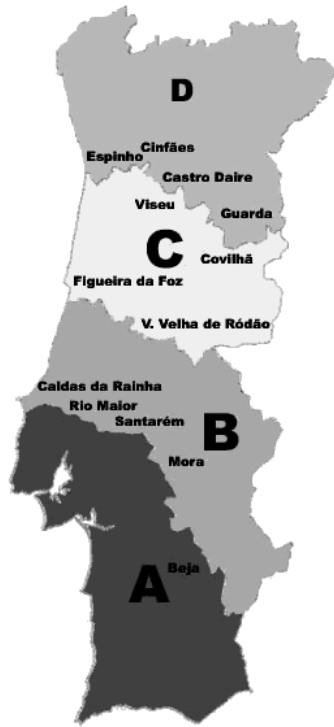 D
Cinfães
Espinho
Castro Daire
Viseu
Guarda
C
Covilhã
Figueira da Foz
V. Velha de Ródão
Caldas da Rainha
Rio Maior
Santarém
B
Mora
A
Beja